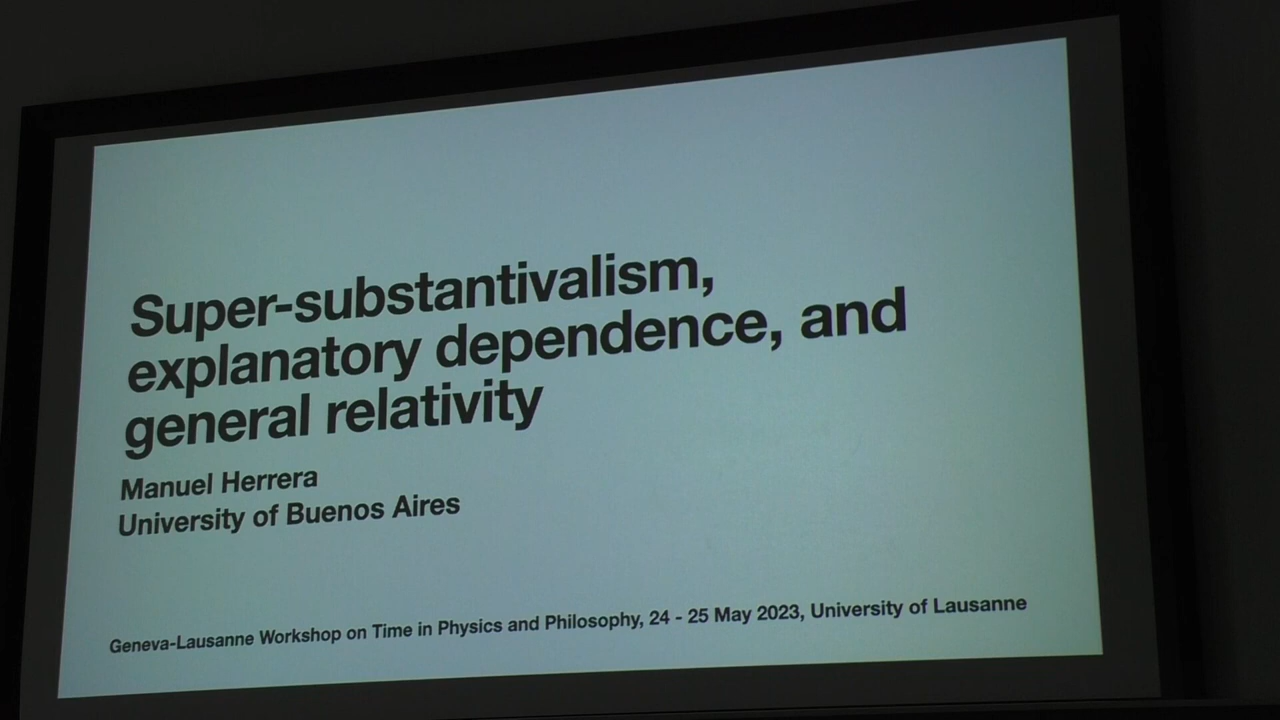 Super-substantivalism,
explanatory dependence, and
general relativity
Manuel Herrera
University of Buenos Aires
Geneva-Lausanne Workshop on Time in Physics and Philosophy, 24 - 25 May 2023, University of Lausanne